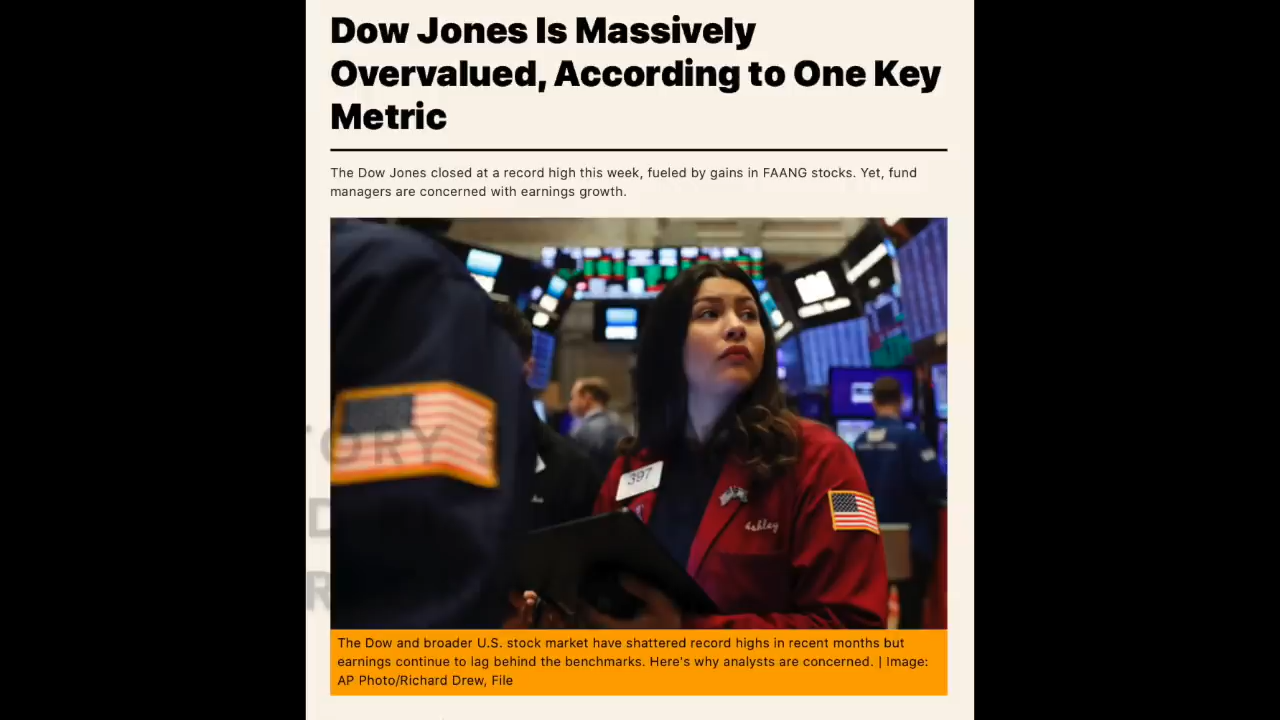 Dow Jones Is Massively
Overvalued, According to One Key
Metric
The Dow Jones closed at a record high this week, fueled by gains in FAANG stocks. Yet, fund
managers are concerned with earnings growth.
397
Ashley
TORY S
D
R
The Dow and broader U.S. stock market have shattered record highs in recent months but
earnings continue to lag behind the benchmarks. Here's why analysts are concerned. | Image:
AP Photo/Richard Drew, File